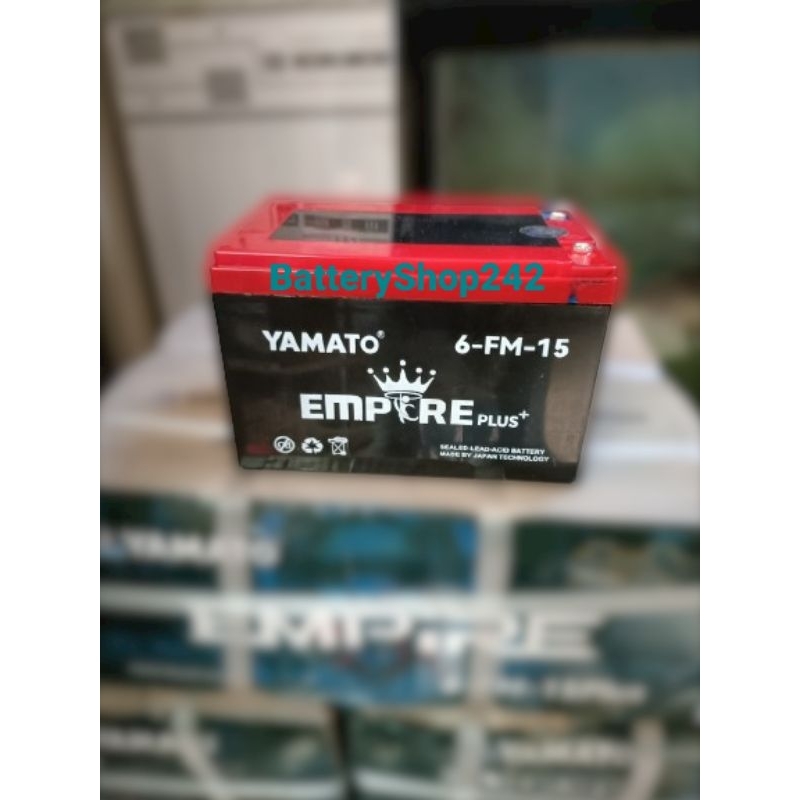 BatteryShop242
YAMATO®
6-FM-15
EMPIRE PLUS+
SEALED LEAD-ACID BATTERY
MADE BY JAPAN TECHNOLOGY
YAMATO
EMPIRE